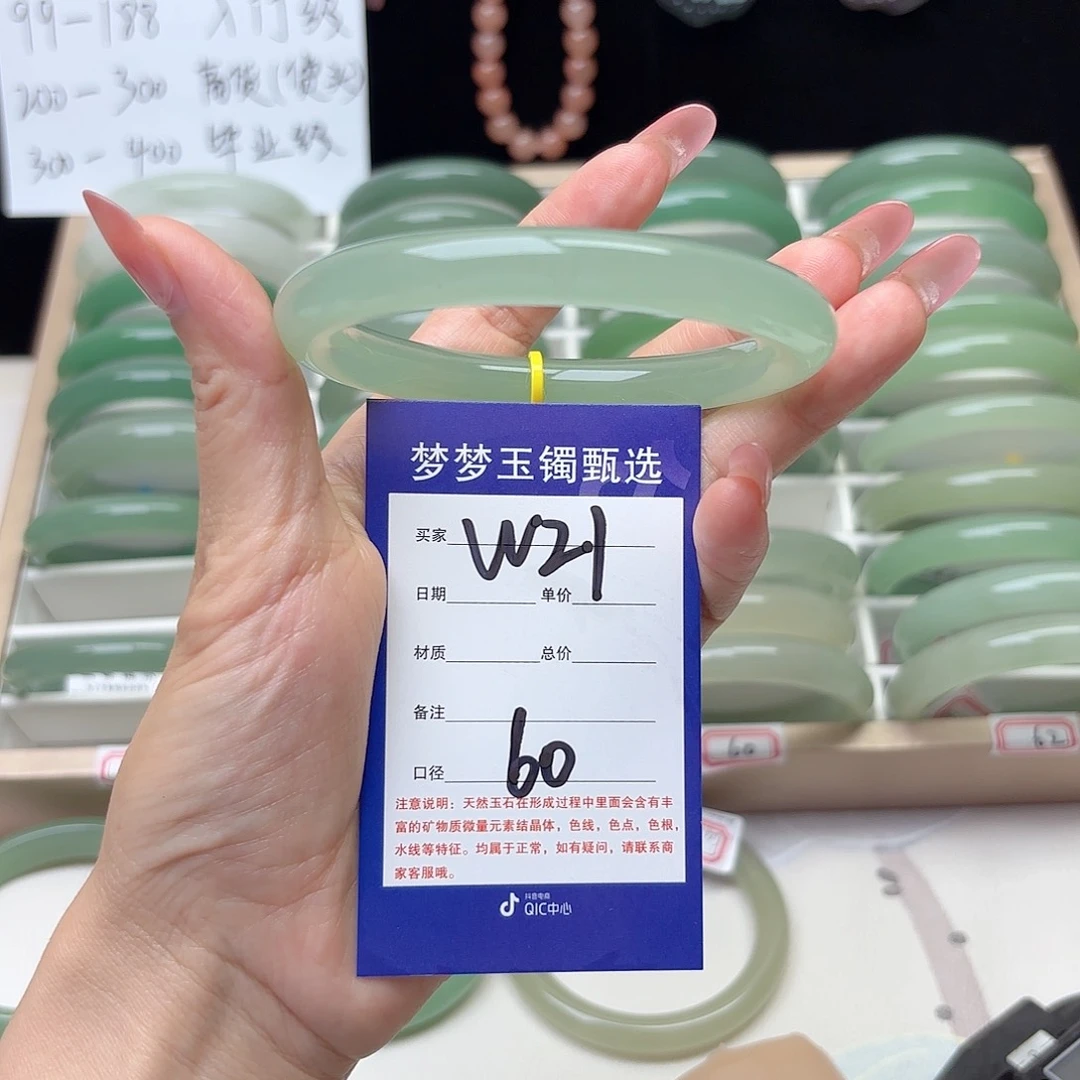 99-188 入门级
200-300 高货(使劲)
300-400 毕业级
梦梦玉镯甄选
买家 W21
日期 单价
材质 总价
备注
口径 60
注意说明：天然玉石在形成过程中里面会含有丰
富的矿物质微量元素结晶体，色线，色点，色根，
水线等特征。均属于正常，如有疑问，请联系商
家客服哦。
抖音电商
QIC中心
60
62